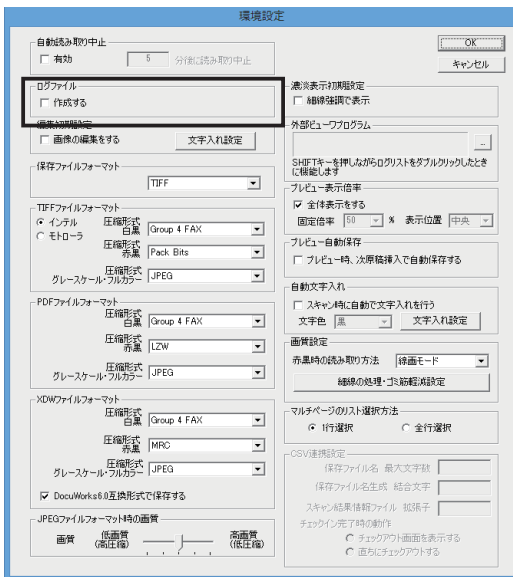 環境設定
自動読み取り中止
有効
5
分後に読み取り中止
ログファイル
作成する
編集初期設定
画像の編集をする
文字入れ設定
保存ファイルフォーマット
TIFF
TIFFファイルフォーマット
インテル
モトローラ
圧縮形式
白黒
Group 4 FAX
圧縮形式
赤黒
Pack Bits
圧縮形式
グレースケール・フルカラー
JPEG
PDFファイルフォーマット
圧縮形式
白黒
Group 4 FAX
圧縮形式
赤黒
LZW
圧縮形式
グレースケール・フルカラー
JPEG
XDWファイルフォーマット
圧縮形式
白黒
Group 4 FAX
圧縮形式
赤黒
MRC
圧縮形式
グレースケール・フルカラー
JPEG
DocuWorks6.0互換形式で保存する
JPEGファイルフォーマット時の画質
画質
低画質
(高圧縮)
高画質
(低圧縮)
OK
キャンセル
濃淡表示初期設定
細線強調で表示
外部ビューワプログラム
...
SHIFTキーを押しながらログリストをダブルクリックしたとき
に機能します
プレビュー表示倍率
全体表示をする
固定倍率
50
%
表示位置
中央
プレビュー自動保存
プレビュー時、次原稿挿入で自動保存する
自動文字入れ
スキャン時に自動で文字入れを行う
文字色
黒
文字入れ設定
画質設定
赤黒時の読み取り方法
線画モード
細線の処理・ゴミ筋軽減設定
マルチページのリスト選択方法
1行選択
全行選択
CSV連携設定
保存ファイル名 最大文字数
保存ファイル名生成 結合文字
スキャン結果情報ファイル 拡張子
チェックイン完了時の動作
チェックアウト画面を表示する
直ちにチェックアウトする